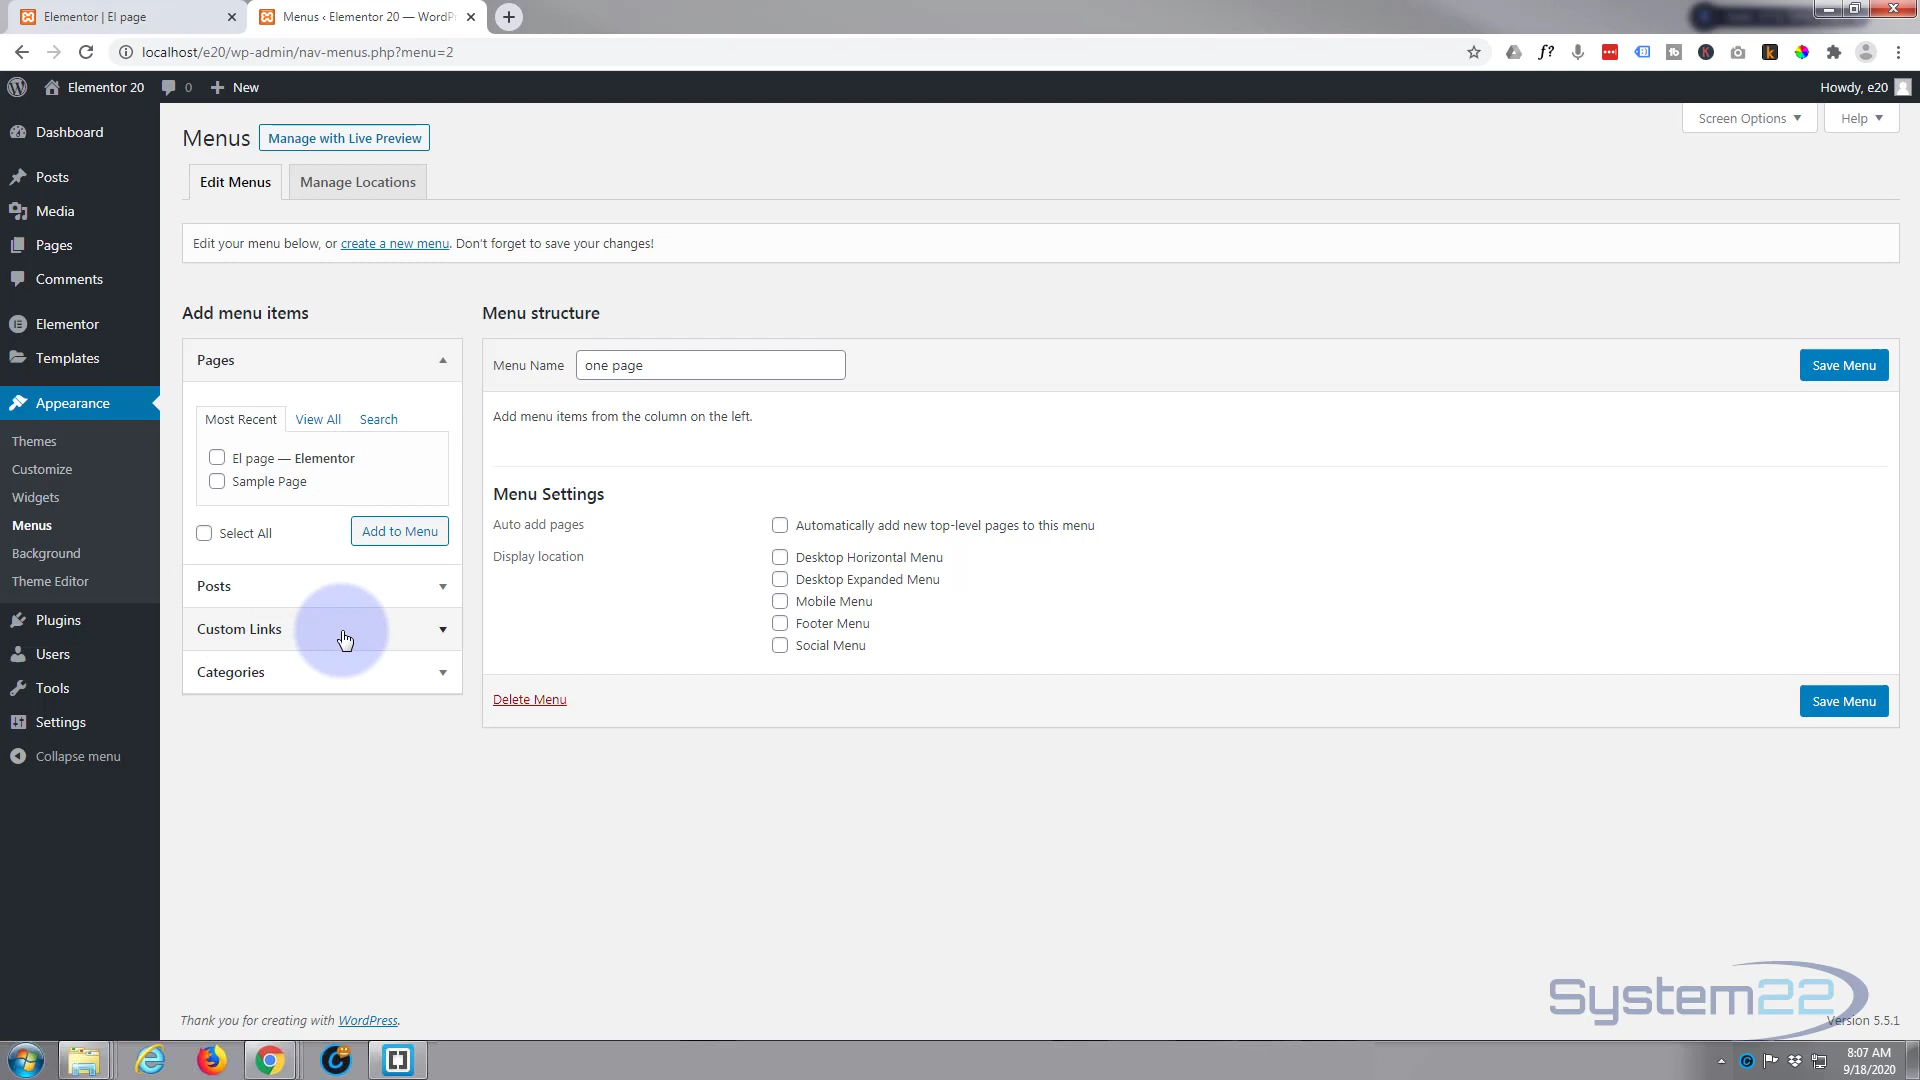 Elementor | El page
Menus ‹ Elementor 20 — WordP
localhost/e20/wp-admin/nav-menus.php?menu=2
Elementor 20
0
New
Howdy, e20
Dashboard
Posts
Media
Pages
Comments
Elementor
Templates
Appearance
Themes
Customize
Widgets
Menus
Background
Theme Editor
Plugins
Users
Tools
Settings
Collapse menu
Screen Options
Help
Menus
Manage with Live Preview
Edit Menus
Manage Locations
Edit your menu below, or create a new menu. Don't forget to save your changes!
Add menu items
Pages
Most Recent
View All
Search
El page — Elementor
Sample Page
Select All
Add to Menu
Posts
Custom Links
Categories
Menu structure
Menu Name
one page
Save Menu
Add menu items from the column on the left.
Menu Settings
Auto add pages
Automatically add new top-level pages to this menu
Display location
Desktop Horizontal Menu
Desktop Expanded Menu
Mobile Menu
Footer Menu
Social Menu
Delete Menu
Save Menu
Thank you for creating with WordPress.
System22
Version 5.5.1
8:07 AM
9/18/2020